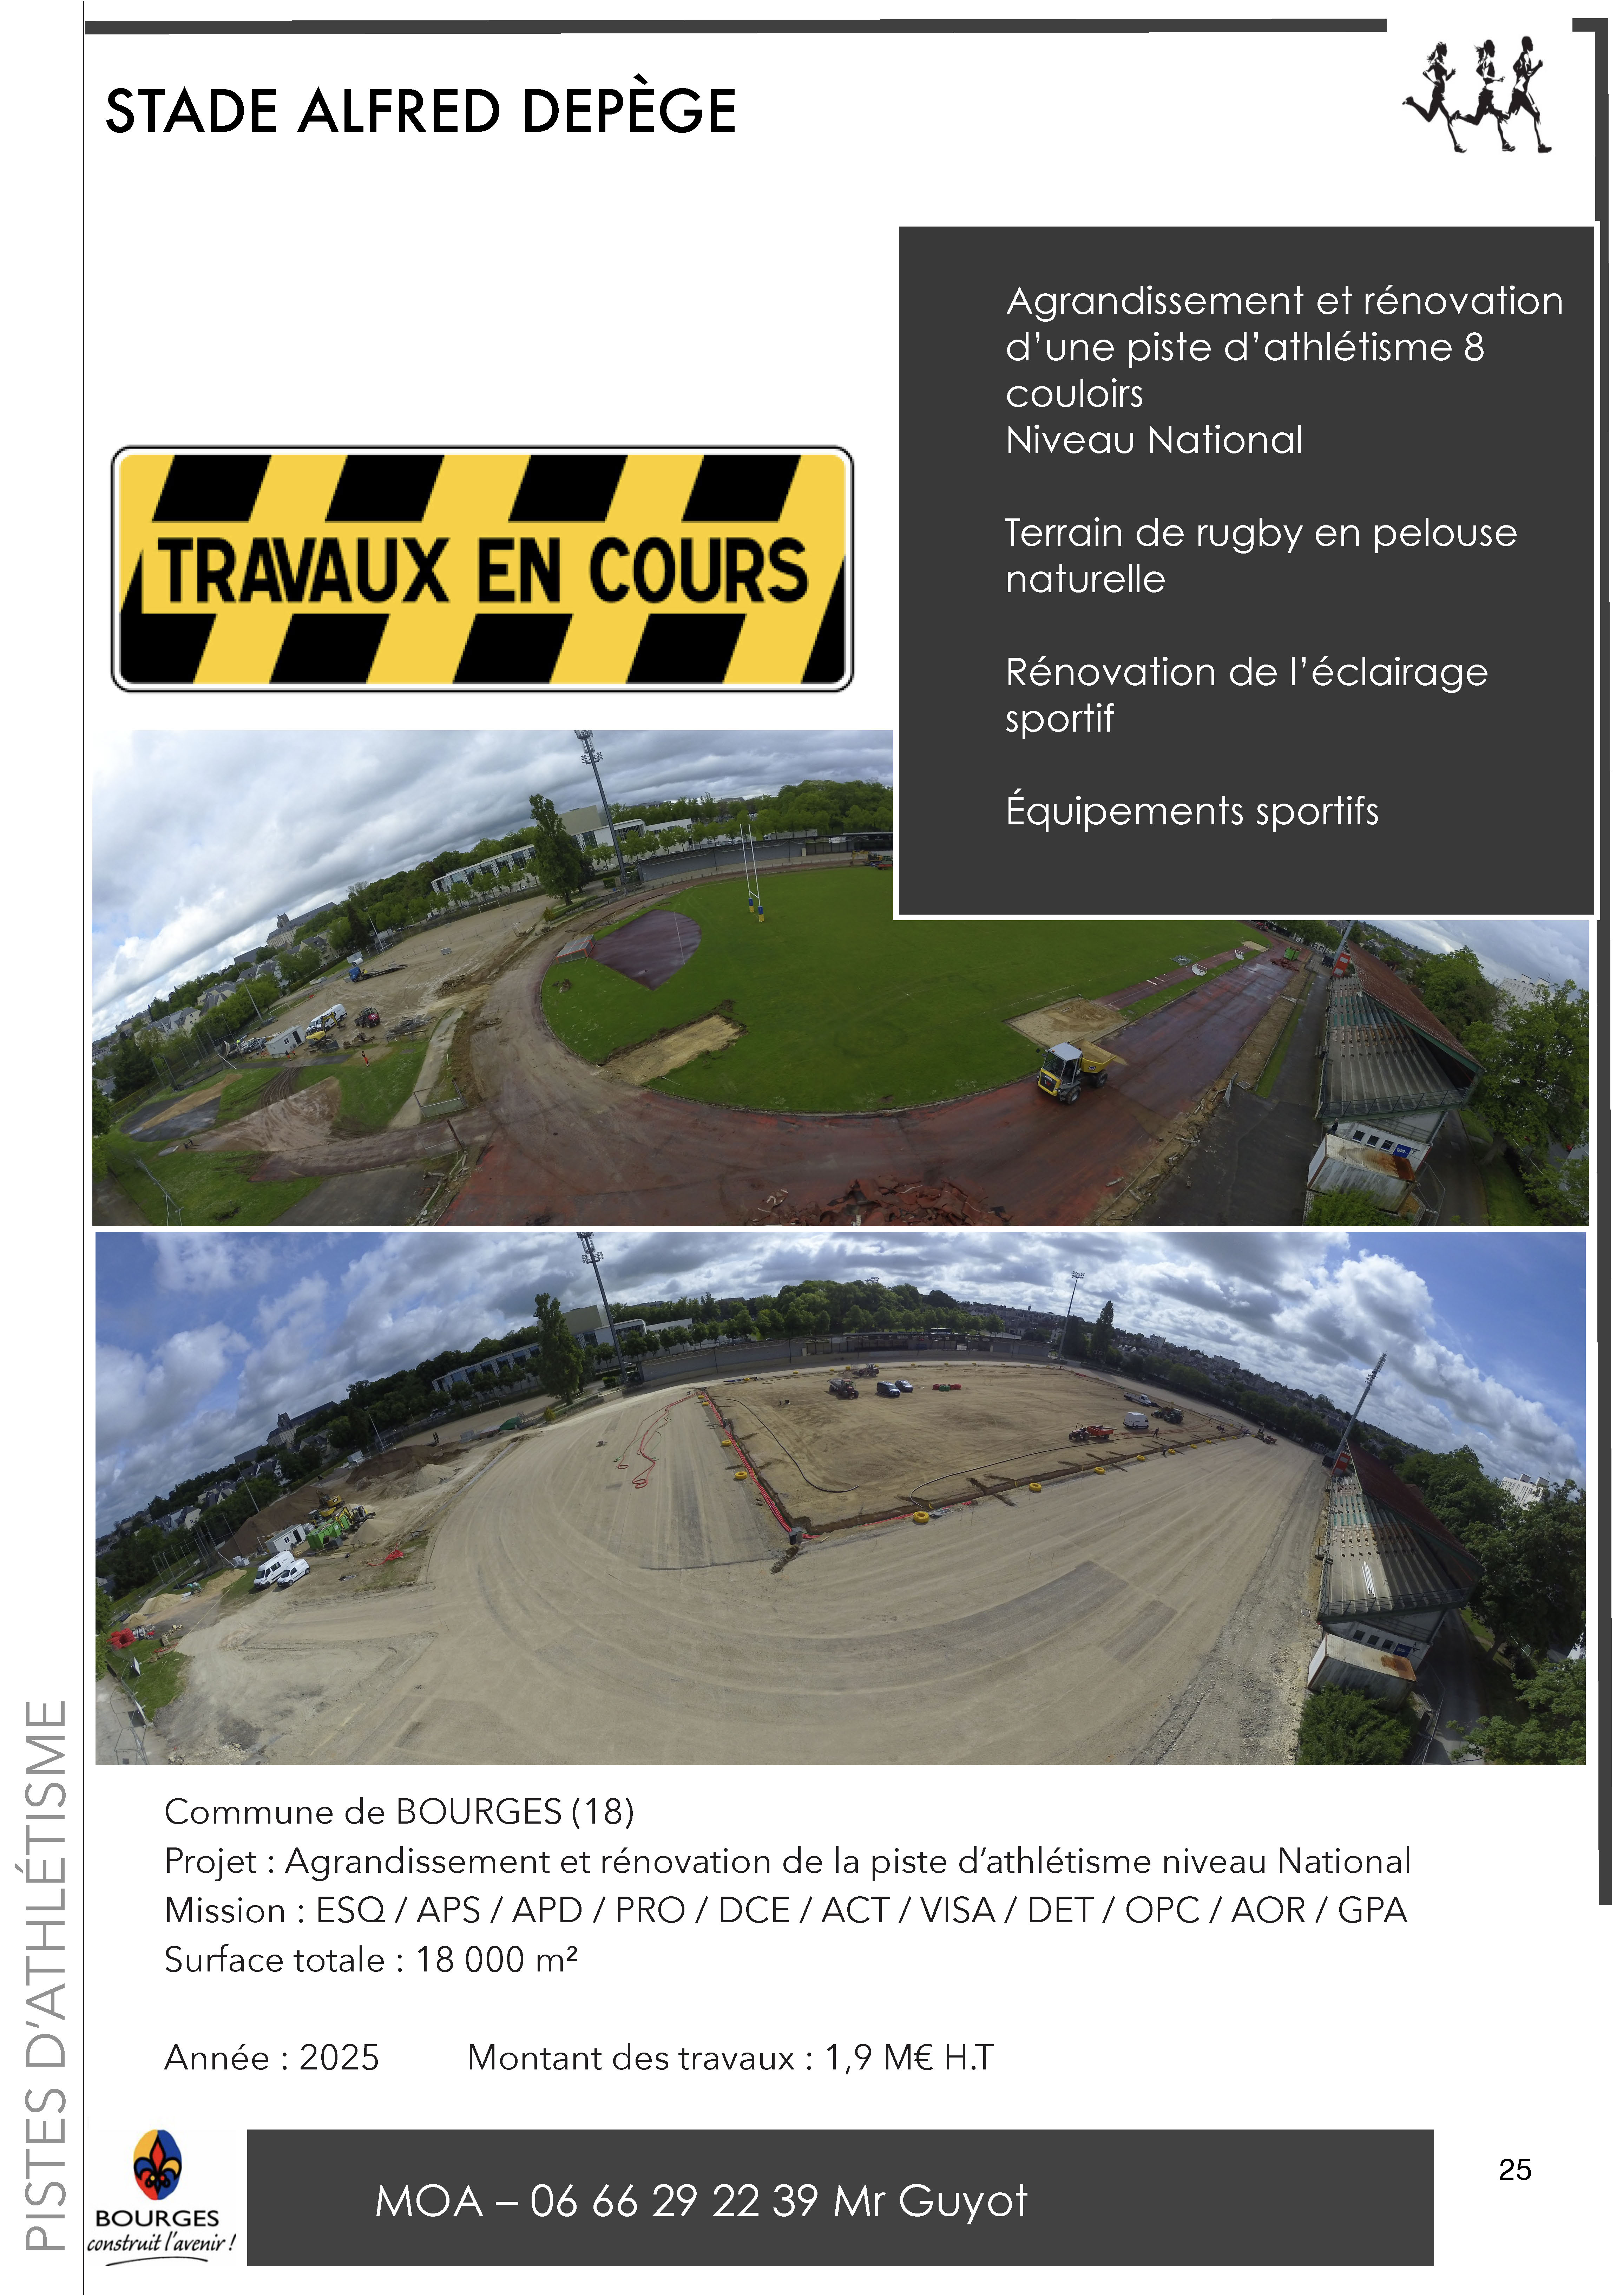 STADE ALFRED DEPÈGE
Agrandissement et rénovation
d’une piste d’athlétisme 8
couloirs
Niveau National
Terrain de rugby en pelouse
naturelle
Rénovation de l’éclairage
sportif
Équipements sportifs
TRAVAUX EN COURS
Commune de BOURGES (18)
Projet : Agrandissement et rénovation de la piste d’athlétisme niveau National
Mission : ESQ / APS / APD / PRO / DCE / ACT / VISA / DET / OPC / AOR / GPA
Surface totale : 18 000 m²
Année : 2025 Montant des travaux : 1,9 M€ H.T
PISTES D’ATHLÉTISME
BOURGES
construit l’avenir !
MOA – 06 66 29 22 39 Mr Guyot
25